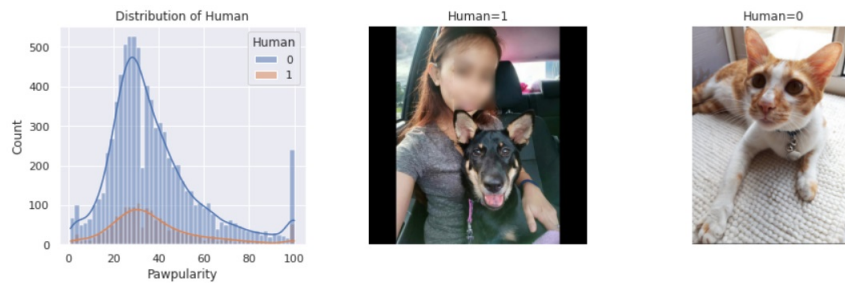 Distribution of Human
Human=1
Human=0
Human
0
1
500
400
300
200
100
0
Count
0 20 40 60 80 100
Pawpularity